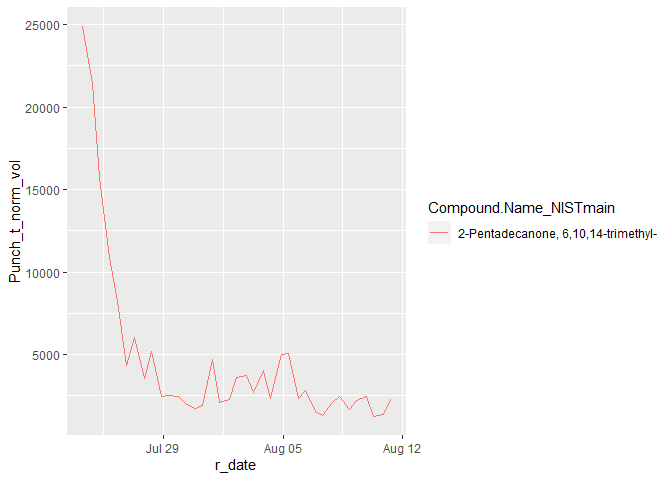 25000
20000
15000
10000
5000
Punch_t_norm_vol
Jul 29
Aug 05
Aug 12
r_date
Compound.Name_NISTmain
2-Pentadecanone, 6,10,14-trimethyl-